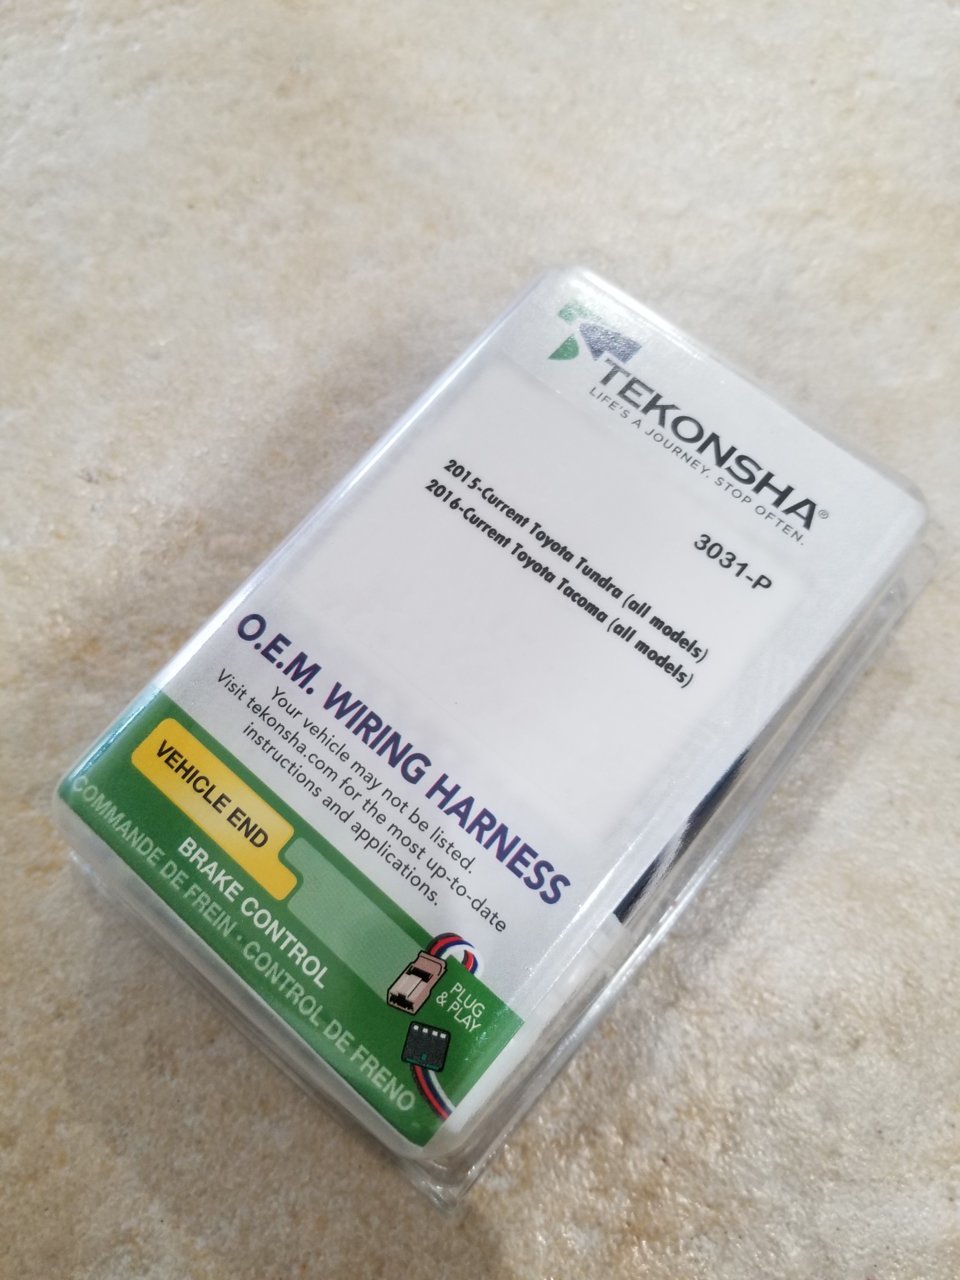 TEKONSHA®
LIFE'S A JOURNEY. STOP OFTEN.
3031-P
2015-Current Toyota Tundra (all models)
2016-Current Toyota Tacoma (all models)
O.E.M. WIRING HARNESS
Your vehicle may not be listed.
Visit tekonsha.com for the most up-to-date
instructions and applications.
VEHICLE END
BRAKE CONTROL
COMMANDE DE FREIN • CONTROL DE FRENO
PLUG
& PLAY